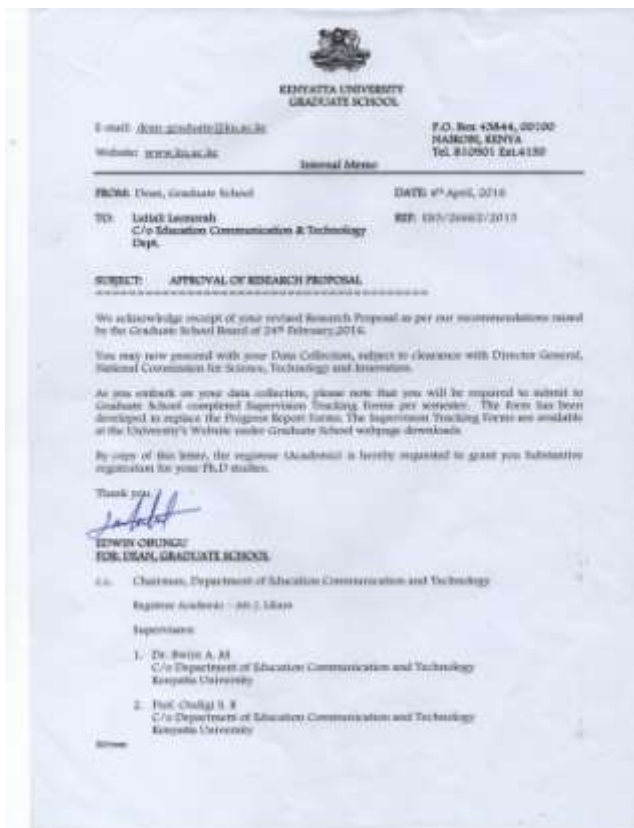 KENYATTA UNIVERSITY
GRADUATE SCHOOL
E-mail: dean-graduate@ku.ac.ke
P.O. Box 43844, 00100
NAIROBI, KENYA
Website: www.ku.ac.ke
Tel. 810901 Ext.4150
Internal Memo
FROM: Dean, Graduate School
DATE: 4th April, 2016
TO:
C/o Education Communication & Technology
Dept.
REF:
SUBJECT: APPROVAL OF RESEARCH PROPOSAL
We acknowledge receipt of your revised Research Proposal as per our recommendations raised
by the Graduate School Board of 24th February,2016.
You may now proceed with your Data Collection, subject to clearance with Director General,
National Commission for Science, Technology and Innovation.
As you embark on your data collection, please note that you will be required to submit to
Graduate School completed Supervision Tracking Forms per semester. The form has been
developed to replace the Progress Report Forms. The Supervision Tracking Forms are available
at the University's Website under Graduate School webpage downloads.
By copy of this letter, the registrar (Academic) is hereby requested to grant you Substantive
registration for your Ph.D studies.
Thank you.
EDWIN OBUNGU
FOR: DEAN, GRADUATE SCHOOL
c.c. Chairman, Department of Education Communication and Technology
Registrar Academic –
Supervisors:
1. Dr.
C/o Department of Education Communication and Technology
Kenyatta University
2. Prof. Ondigi S. R
C/o Department of Education Communication and Technology
Kenyatta University